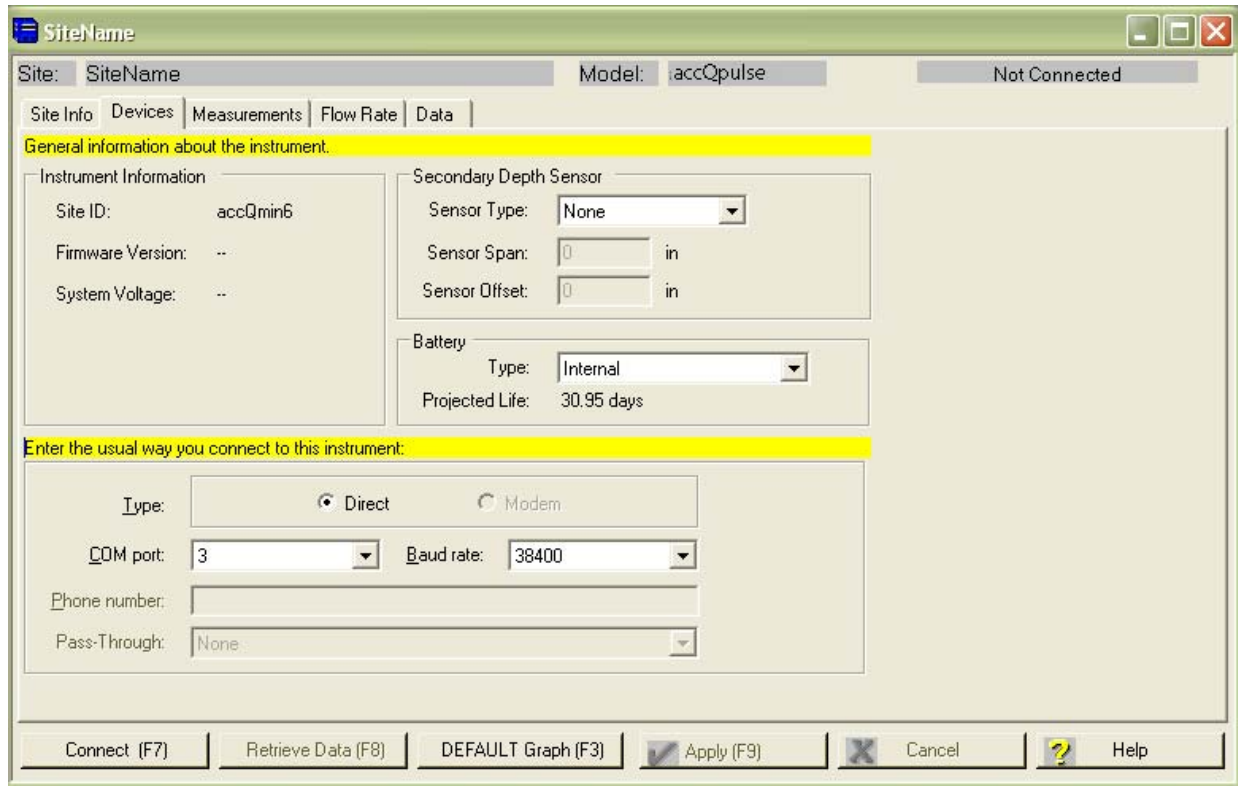 SiteName
Site: SiteName Model: accQpulse Not Connected
Site Info Devices Measurements Flow Rate Data
General information about the instrument.
Instrument Information
Site ID: accQmin6
Firmware Version: --
System Voltage: --
Secondary Depth Sensor
Sensor Type: None
Sensor Span: 0 in
Sensor Offset: 0 in
Battery
Type: Internal
Projected Life: 30.95 days
Enter the usual way you connect to this instrument:
Type: Direct Modem
COM port: 3 Baud rate: 38400
Phone number:
Pass-Through: None
Connect (F7) Retrieve Data (F8) DEFAULT Graph (F3) Apply (F9) Cancel Help